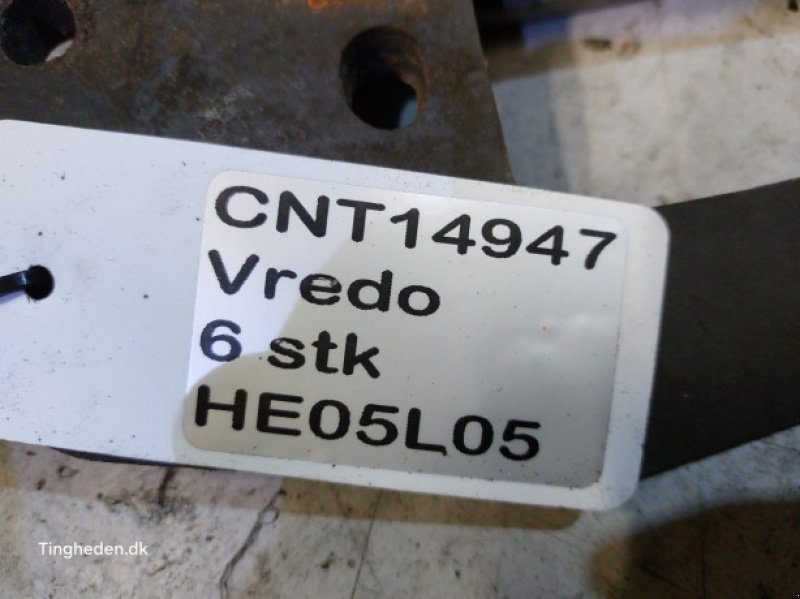 CNT14947
Vredo
6 stk
HE05L05
Tingheden.dk